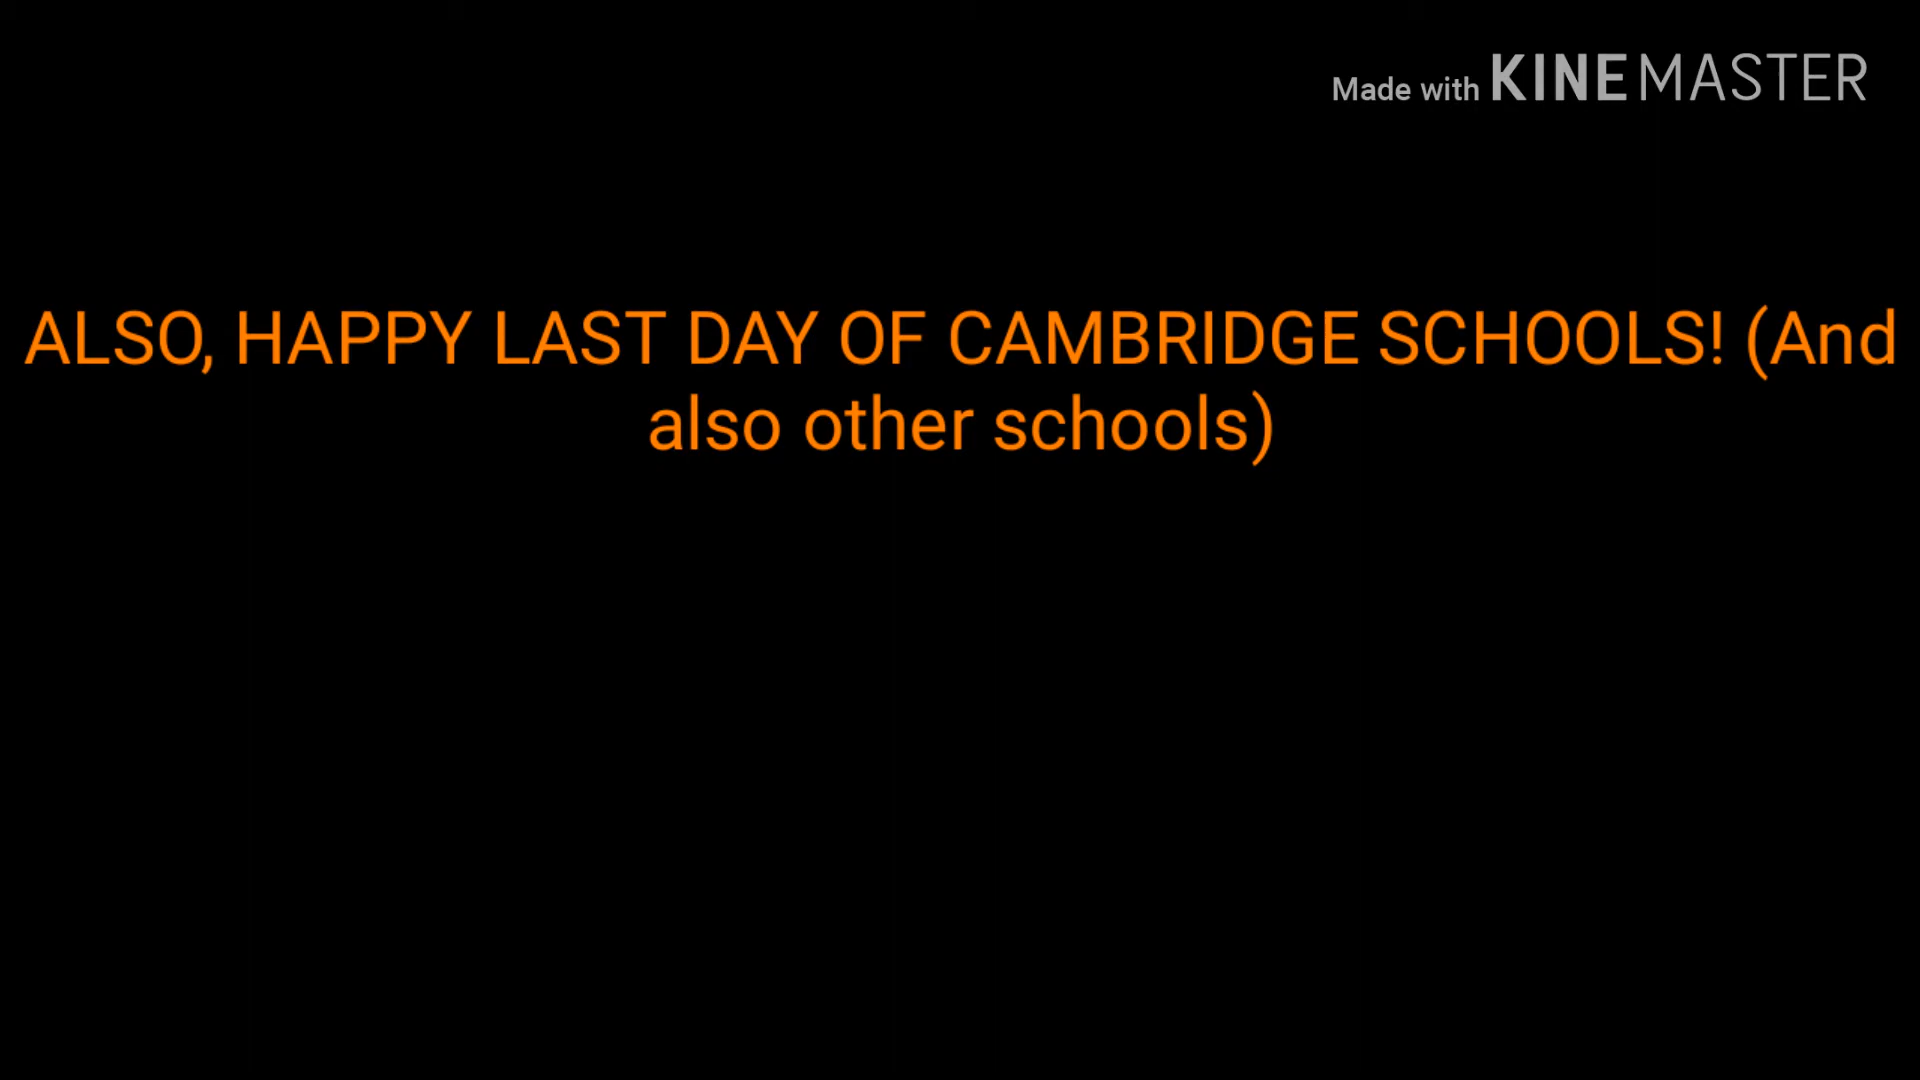 Made with KINEMASTER
ALSO, HAPPY LAST DAY OF CAMBRIDGE SCHOOLS! (And
also other schools)